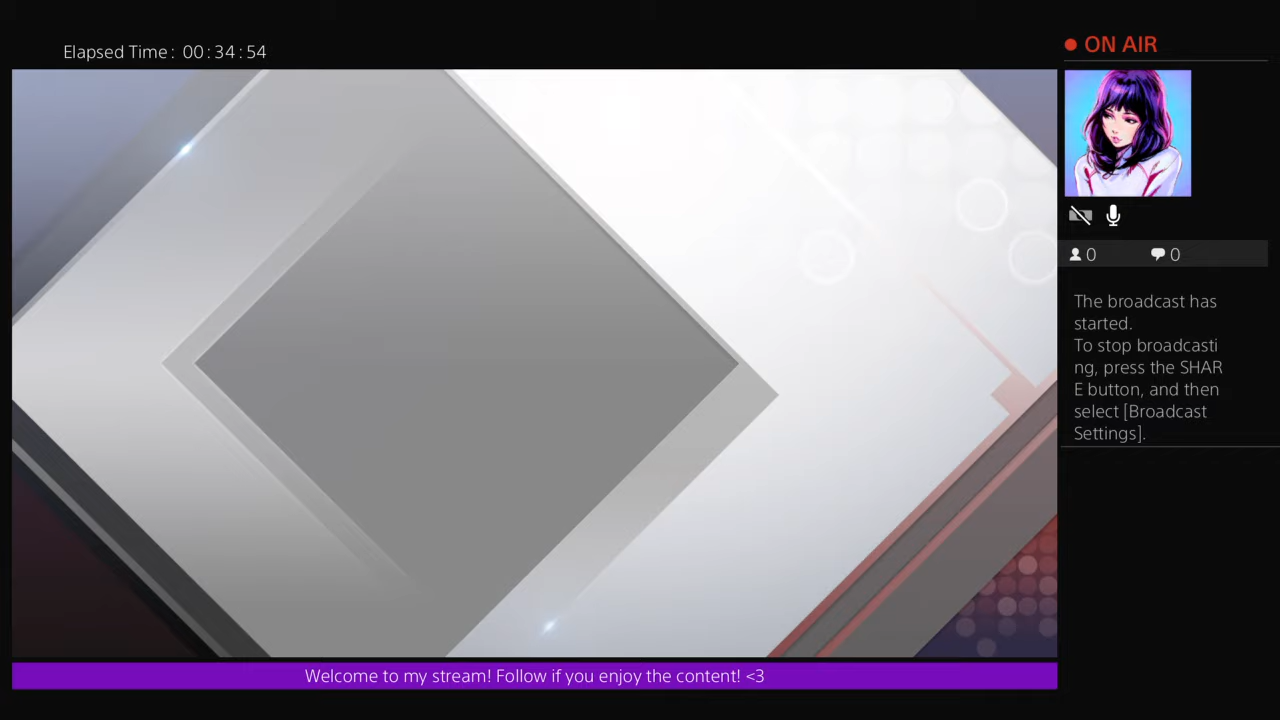 Elapsed Time: 00:34:54
ON AIR
0 0
The broadcast has
started.
To stop broadcasti
ng, press the SHAR
E button, and then
select [Broadcast
Settings].
Welcome to my stream! Follow if you enjoy the content! <3